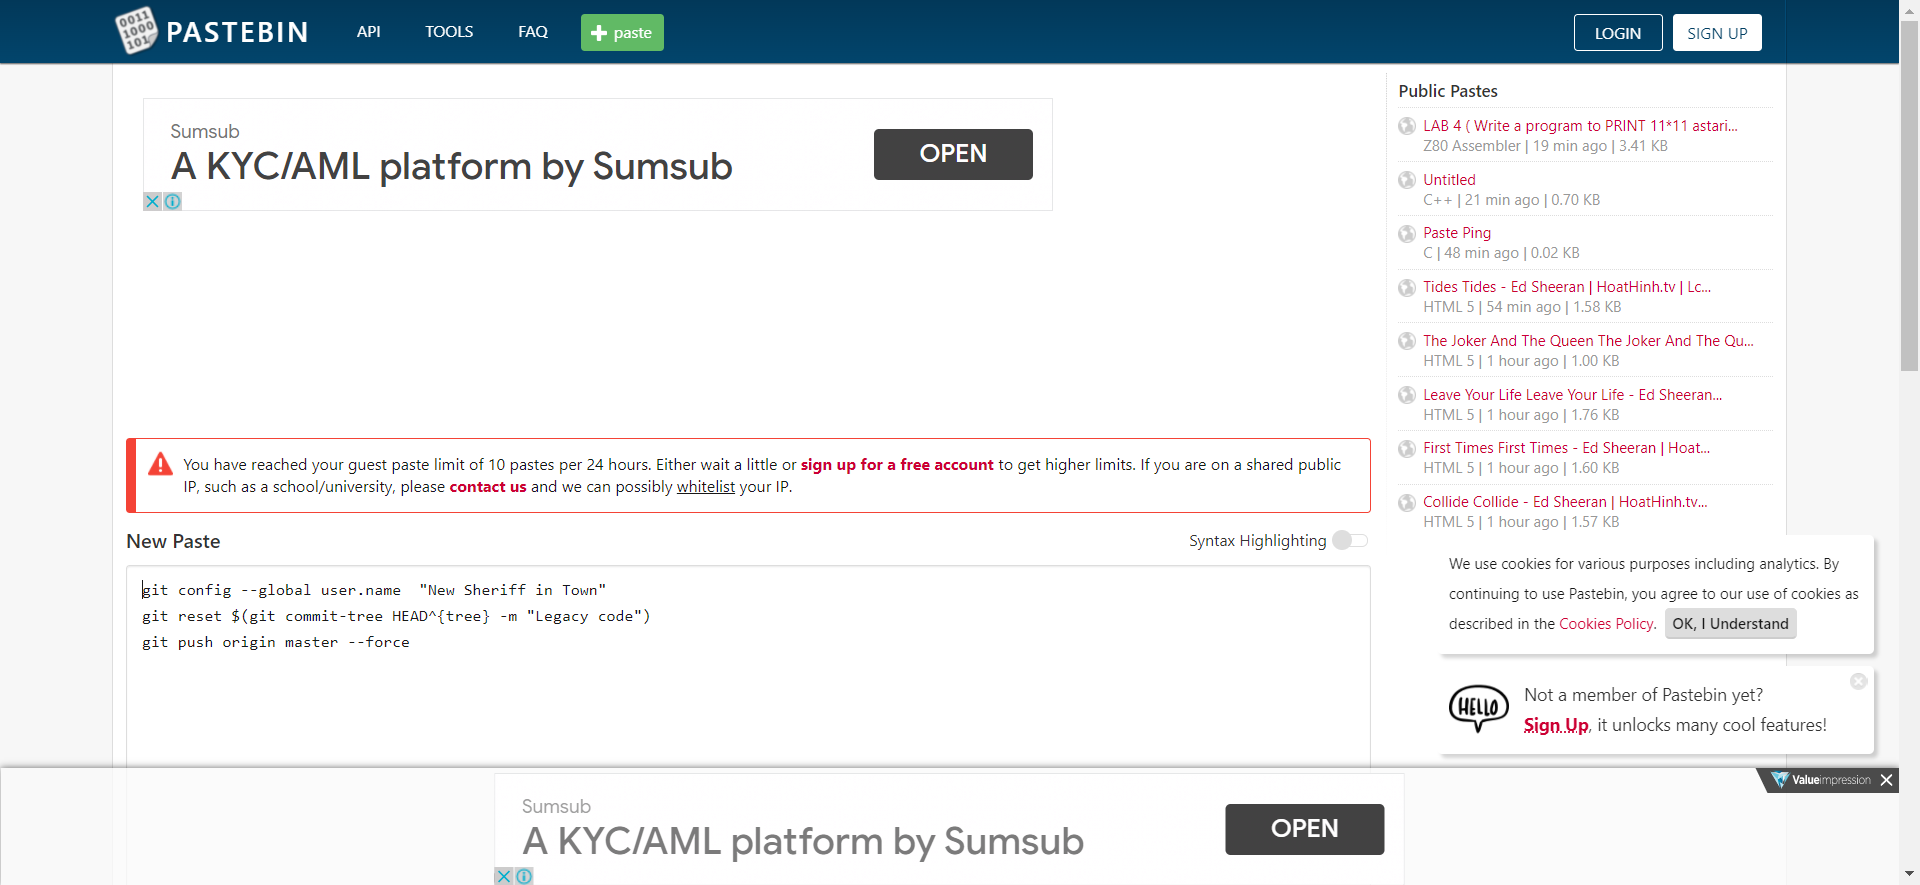 PASTEBIN
API
TOOLS
FAQ
paste
LOGIN
SIGN UP
Sumsub
A KYC/AML platform by Sumsub
OPEN
You have reached your guest paste limit of 10 pastes per 24 hours. Either wait a little or sign up for a free account to get higher limits. If you are on a shared public
IP, such as a school/university, please contact us and we can possibly whitelist your IP.
New Paste
Syntax Highlighting
git config --global user.name  "New Sheriff in Town"
git reset $(git commit-tree HEAD^{tree} -m "Legacy code")
git push origin master --force
Public Pastes
LAB 4 ( Write a program to PRINT 11*11 astari...
Z80 Assembler | 19 min ago | 3.41 KB
Untitled
C++ | 21 min ago | 0.70 KB
Paste Ping
C | 48 min ago | 0.02 KB
Tides Tides - Ed Sheeran | HoatHinh.tv | Lc...
HTML 5 | 54 min ago | 1.58 KB
The Joker And The Queen The Joker And The Qu...
HTML 5 | 1 hour ago | 1.00 KB
Leave Your Life Leave Your Life - Ed Sheeran...
HTML 5 | 1 hour ago | 1.76 KB
First Times First Times - Ed Sheeran | Hoat...
HTML 5 | 1 hour ago | 1.60 KB
Collide Collide - Ed Sheeran | HoatHinh.tv...
HTML 5 | 1 hour ago | 1.57 KB
We use cookies for various purposes including analytics. By
continuing to use Pastebin, you agree to our use of cookies as
described in the Cookies Policy. OK, I Understand
HELLO
Not a member of Pastebin yet?
Sign Up, it unlocks many cool features!
Valueimpression
Sumsub
A KYC/AML platform by Sumsub
OPEN